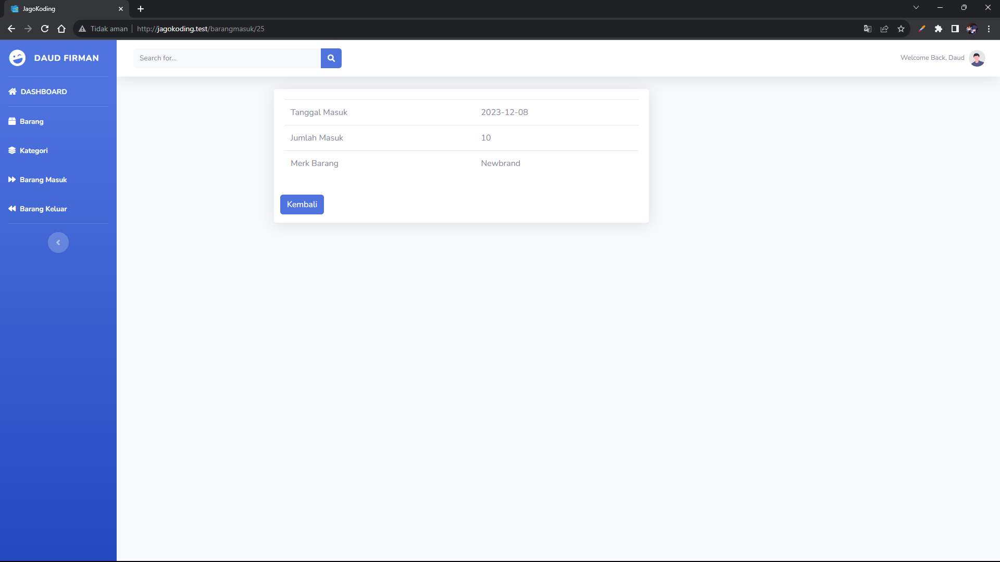 JagoKoding
Tidak aman
http://jagokoding.test/barangmasuk/25
DAUD FIRMAN
Search for...
Welcome Back, Daud
DASHBOARD
Barang
Kategori
Barang Masuk
Barang Keluar
Tanggal Masuk 2023-12-08
Jumlah Masuk 10
Merk Barang Newbrand
Kembali